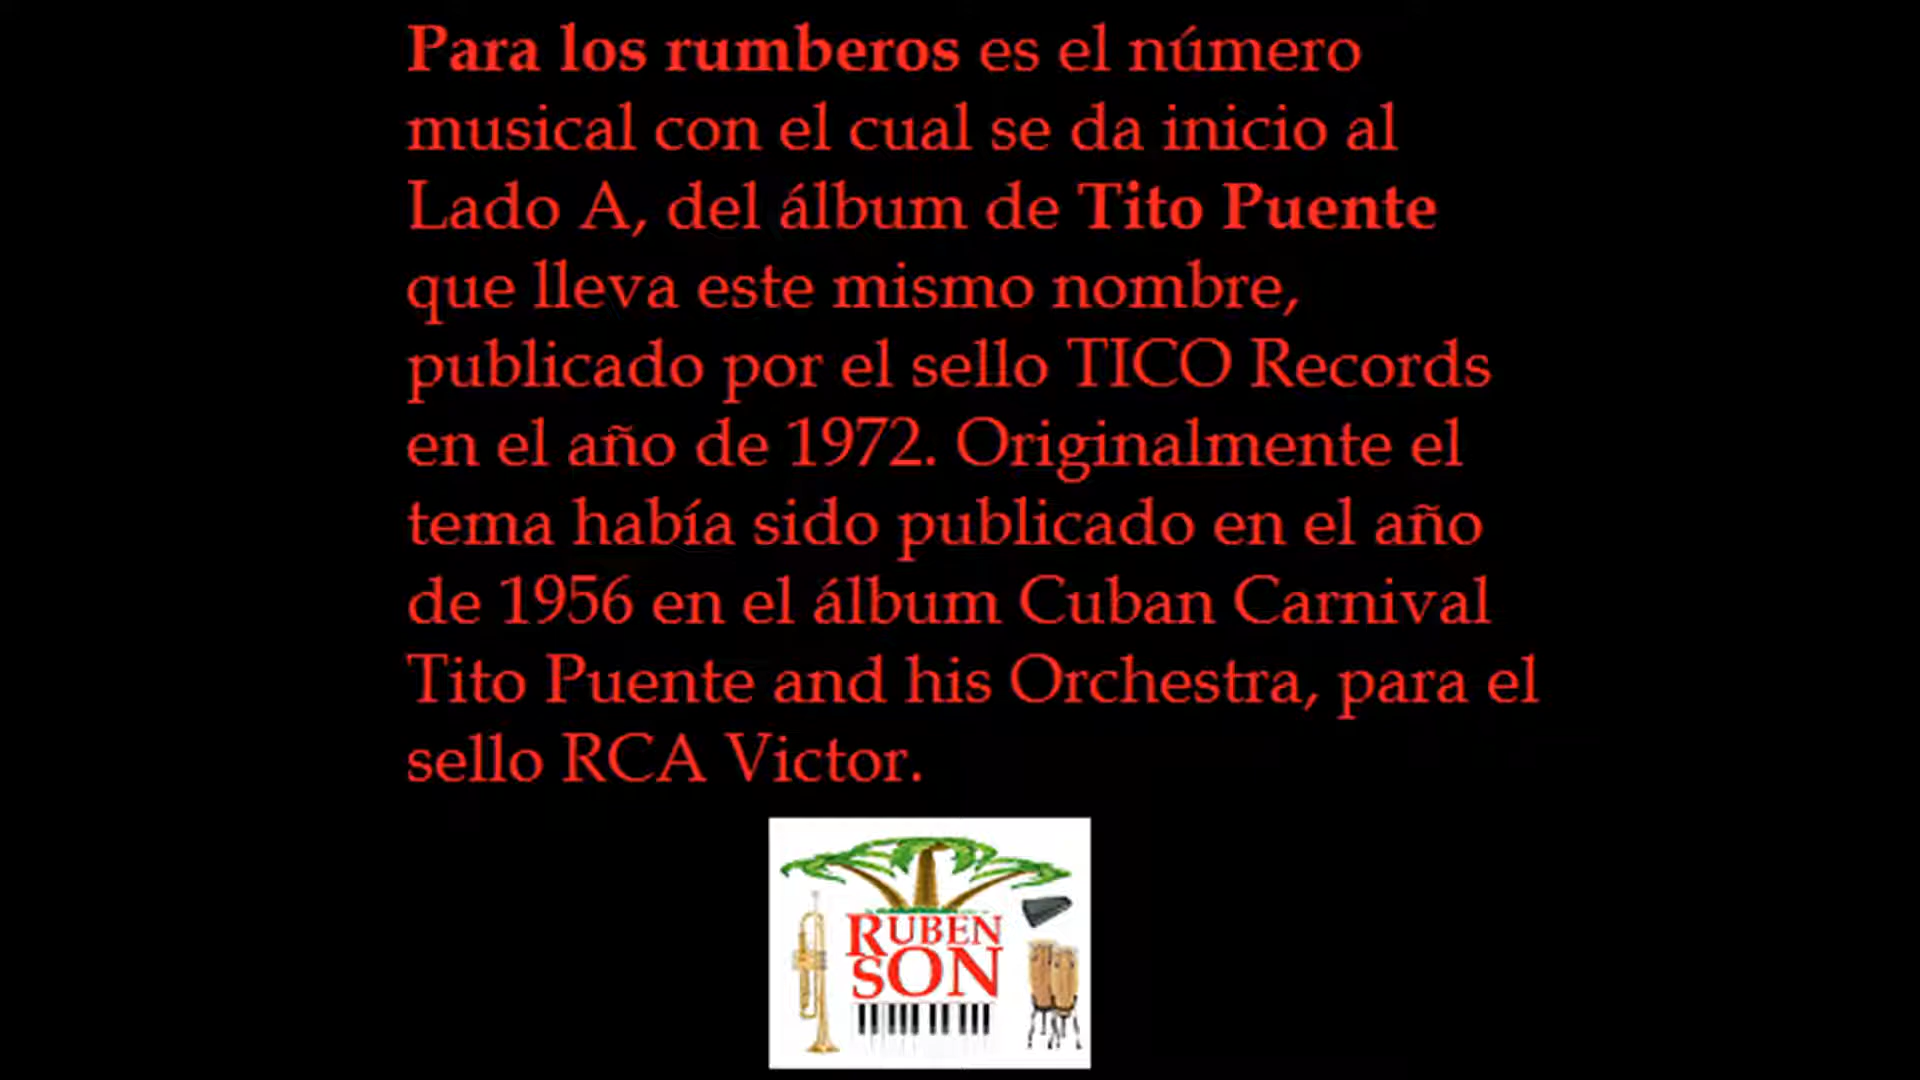 Para los rumberos es el número
musical con el cual se da inicio al
Lado A, del álbum de Tito Puente
que lleva este mismo nombre,
publicado por el sello TICO Records
en el año de 1972. Originalmente el
tema había sido publicado en el año
de 1956 en el álbum Cuban Carnival
Tito Puente and his Orchestra, para el
sello RCA Victor.
RUBEN
SON